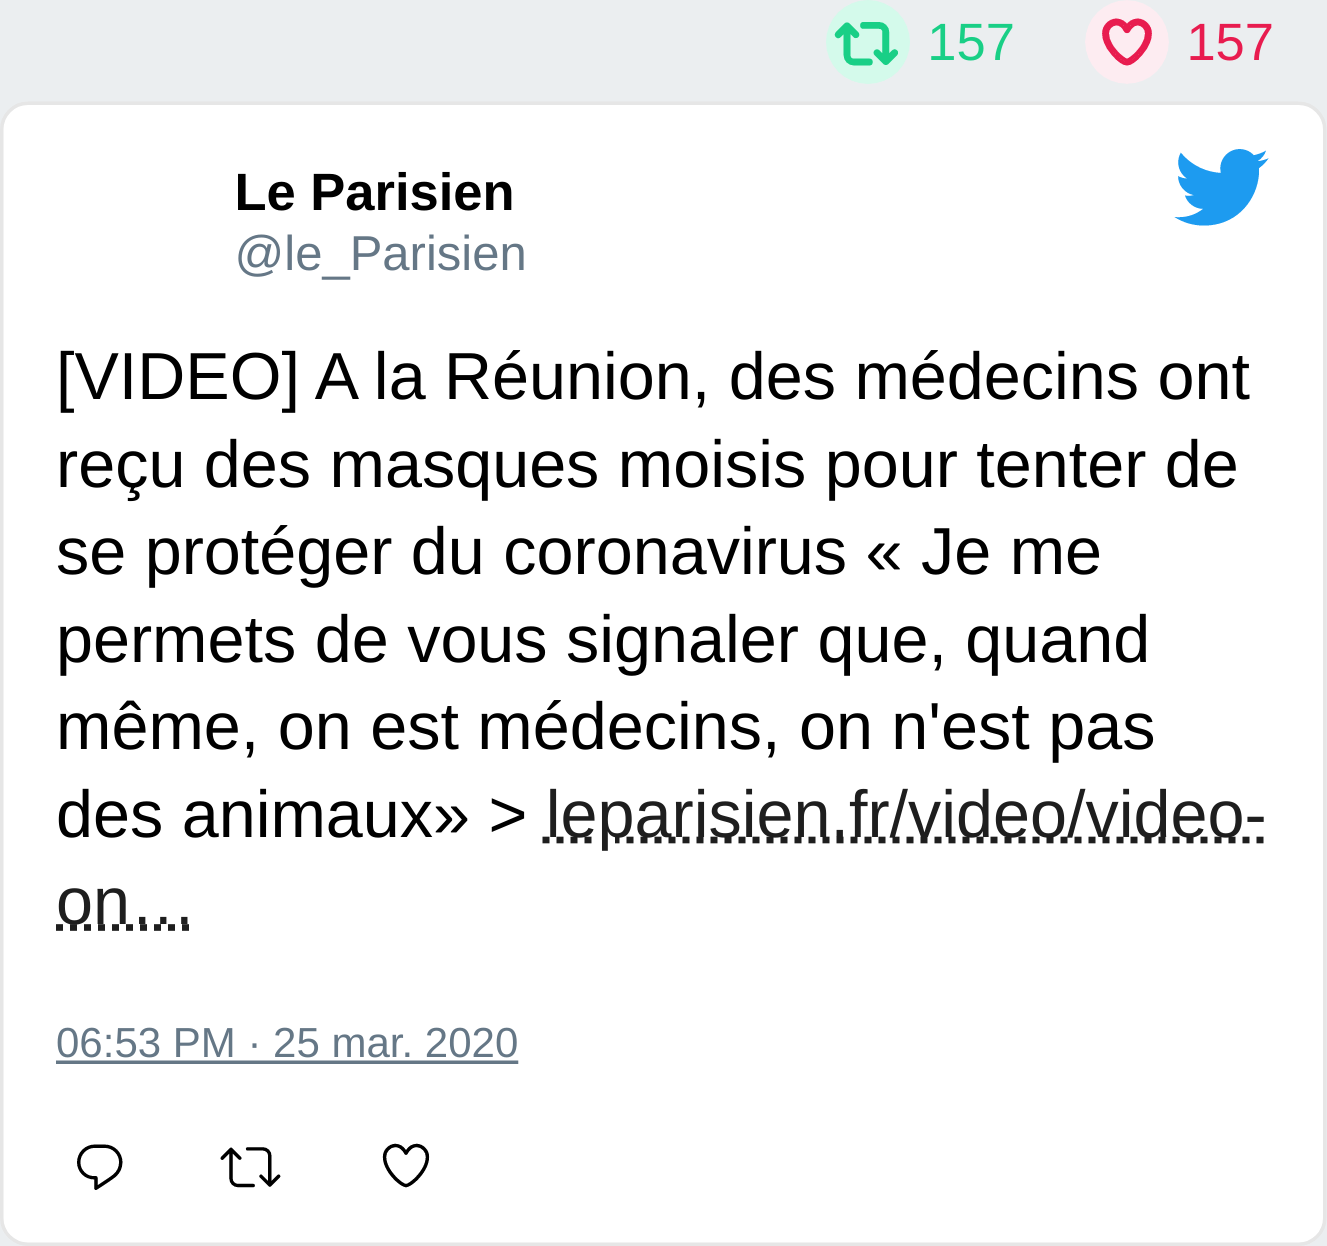 157 157
Le Parisien
@le_Parisien
[VIDEO] A la Réunion, des médecins ont
reçu des masques moisis pour tenter de
se protéger du coronavirus « Je me
permets de vous signaler que, quand
même, on est médecins, on n'est pas
des animaux» > leparisien.fr/video/video-
on…
06:53 PM · 25 mar. 2020